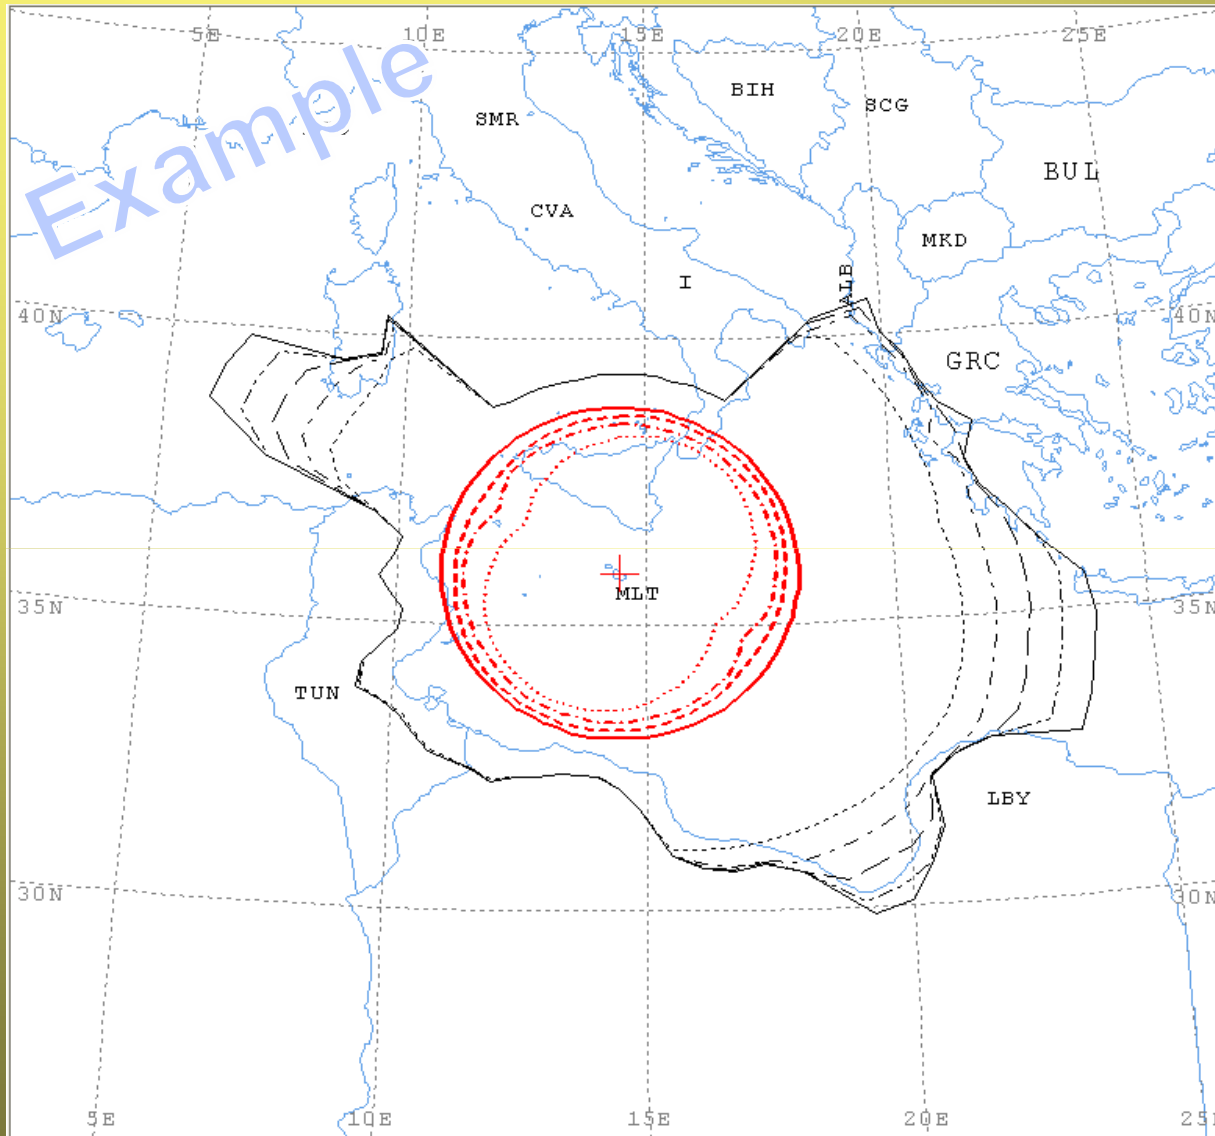 5E 10E 15E 20E 25E
Example
BIH
SCG
SMR
BUL
CVA
MKD
I
ALB
40N 40N
GRC
MLT
35N 35N
TUN
LBY
30N 30N
5E 10E 15E 20E